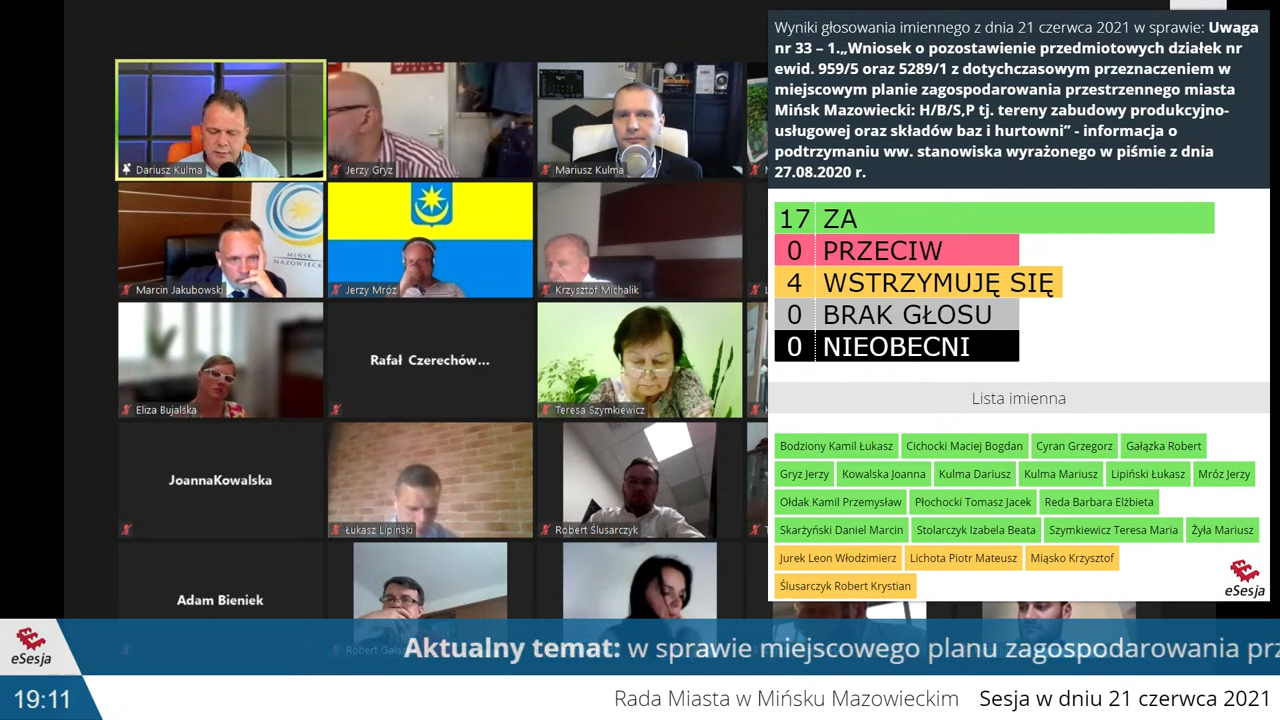 Wyniki głosowania imiennego z dnia 21 czerwca 2021 w sprawie: Uwaga
nr 33 – 1.„Wniosek o pozostawienie przedmiotowych działek nr
ewid. 959/5 oraz 5289/1 z dotychczasowym przeznaczeniem w
miejscowym planie zagospodarowania przestrzennego miasta
Mińsk Mazowiecki: H/B/S,P tj. tereny zabudowy produkcyjno-
usługowej oraz składów baz i hurtowni” - informacja o
podtrzymaniu ww. stanowiska wyrażonego w piśmie z dnia
27.08.2020 r.
17 ZA
0 PRZECIW
4 WSTRZYMUJĘ SIĘ
0 BRAK GŁOSU
0 NIEOBECNI
Lista imienna
Bodziony Kamil Łukasz Cichocki Maciej Bogdan Cyran Grzegorz Gałązka Robert
Gryz Jerzy Kowalska Joanna Kulma Dariusz Kulma Mariusz Lipiński Łukasz Mróz Jerzy
Ołdak Kamil Przemysław Płochocki Tomasz Jacek Reda Barbara Elżbieta
Skarżyński Daniel Marcin Stolarczyk Izabela Beata Szymkiewicz Teresa Maria Żyła Mariusz
Jurek Leon Włodzimierz Lichota Piotr Mateusz Miąsko Krzysztof
Ślusarczyk Robert Krystian
eSesja
Dariusz Kulma Jerzy Gryz Mariusz Kulma
MIŃSK
MAZOWIECK
Marcin Jakubowski Jerzy Mróz Krzysztof Michalik
Rafał Czerechów...
Eliza Bujalska Teresa Szymkiewicz
JoannaKowalska
Łukasz Lipiński Robert Ślusarczyk
Adam Bieniek
eSesja
Aktualny temat: w sprawie miejscowego planu zagospodarowania prz
19:11
Rada Miasta w Mińsku Mazowieckim Sesja w dniu 21 czerwca 2021